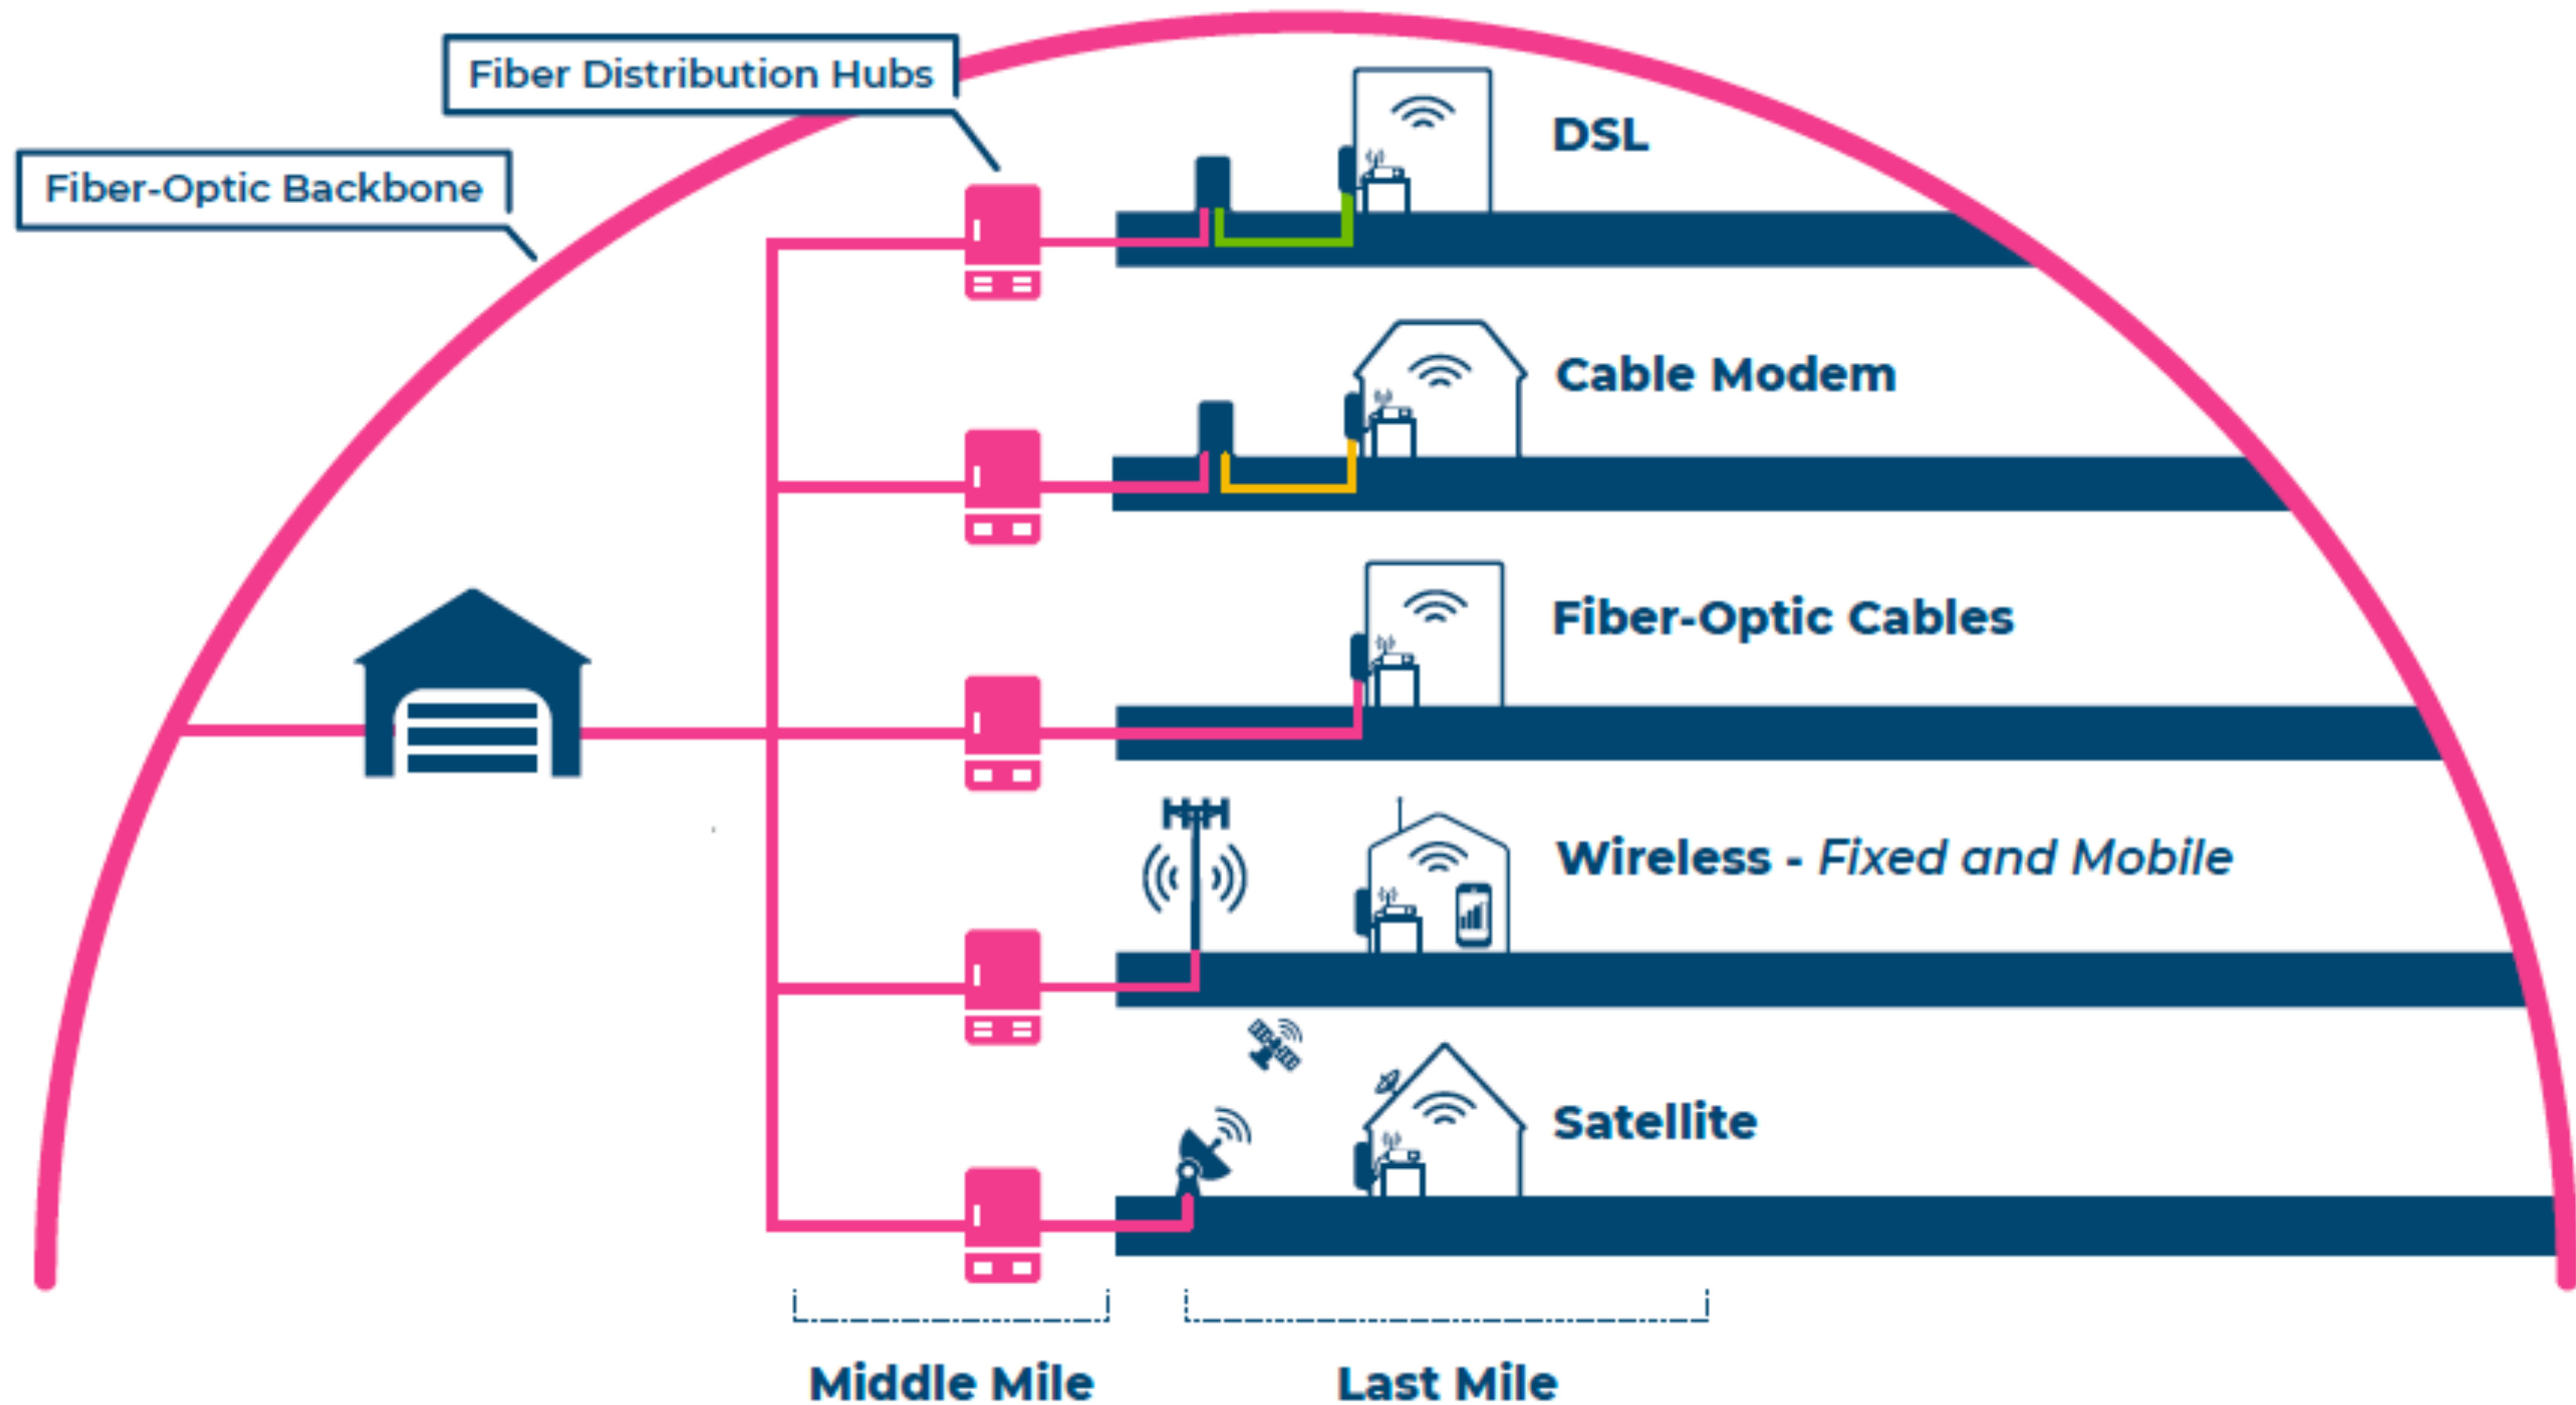 Fiber Distribution Hubs
Fiber-Optic Backbone
DSL
Cable Modem
Fiber-Optic Cables
Wireless - Fixed and Mobile
Satellite
Middle Mile
Last Mile